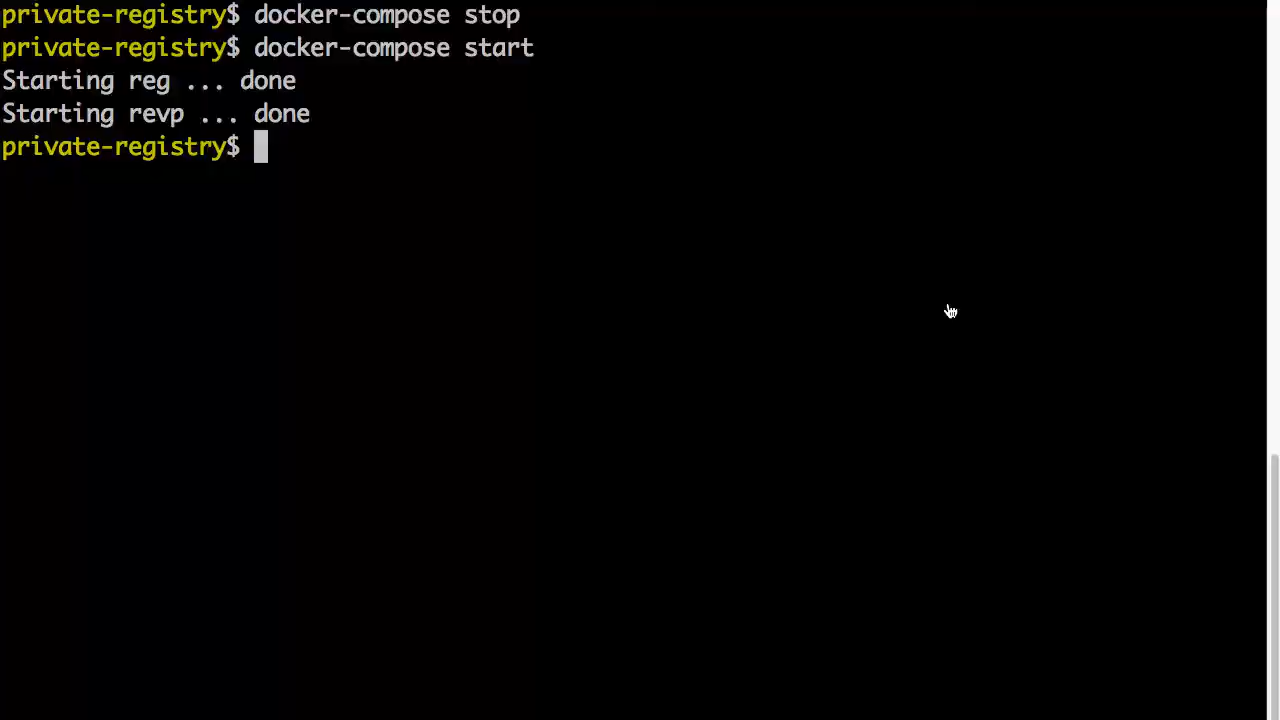 private-registry$ docker-compose stop
private-registry$ docker-compose start
Starting reg ... done
Starting revp ... done
private-registry$